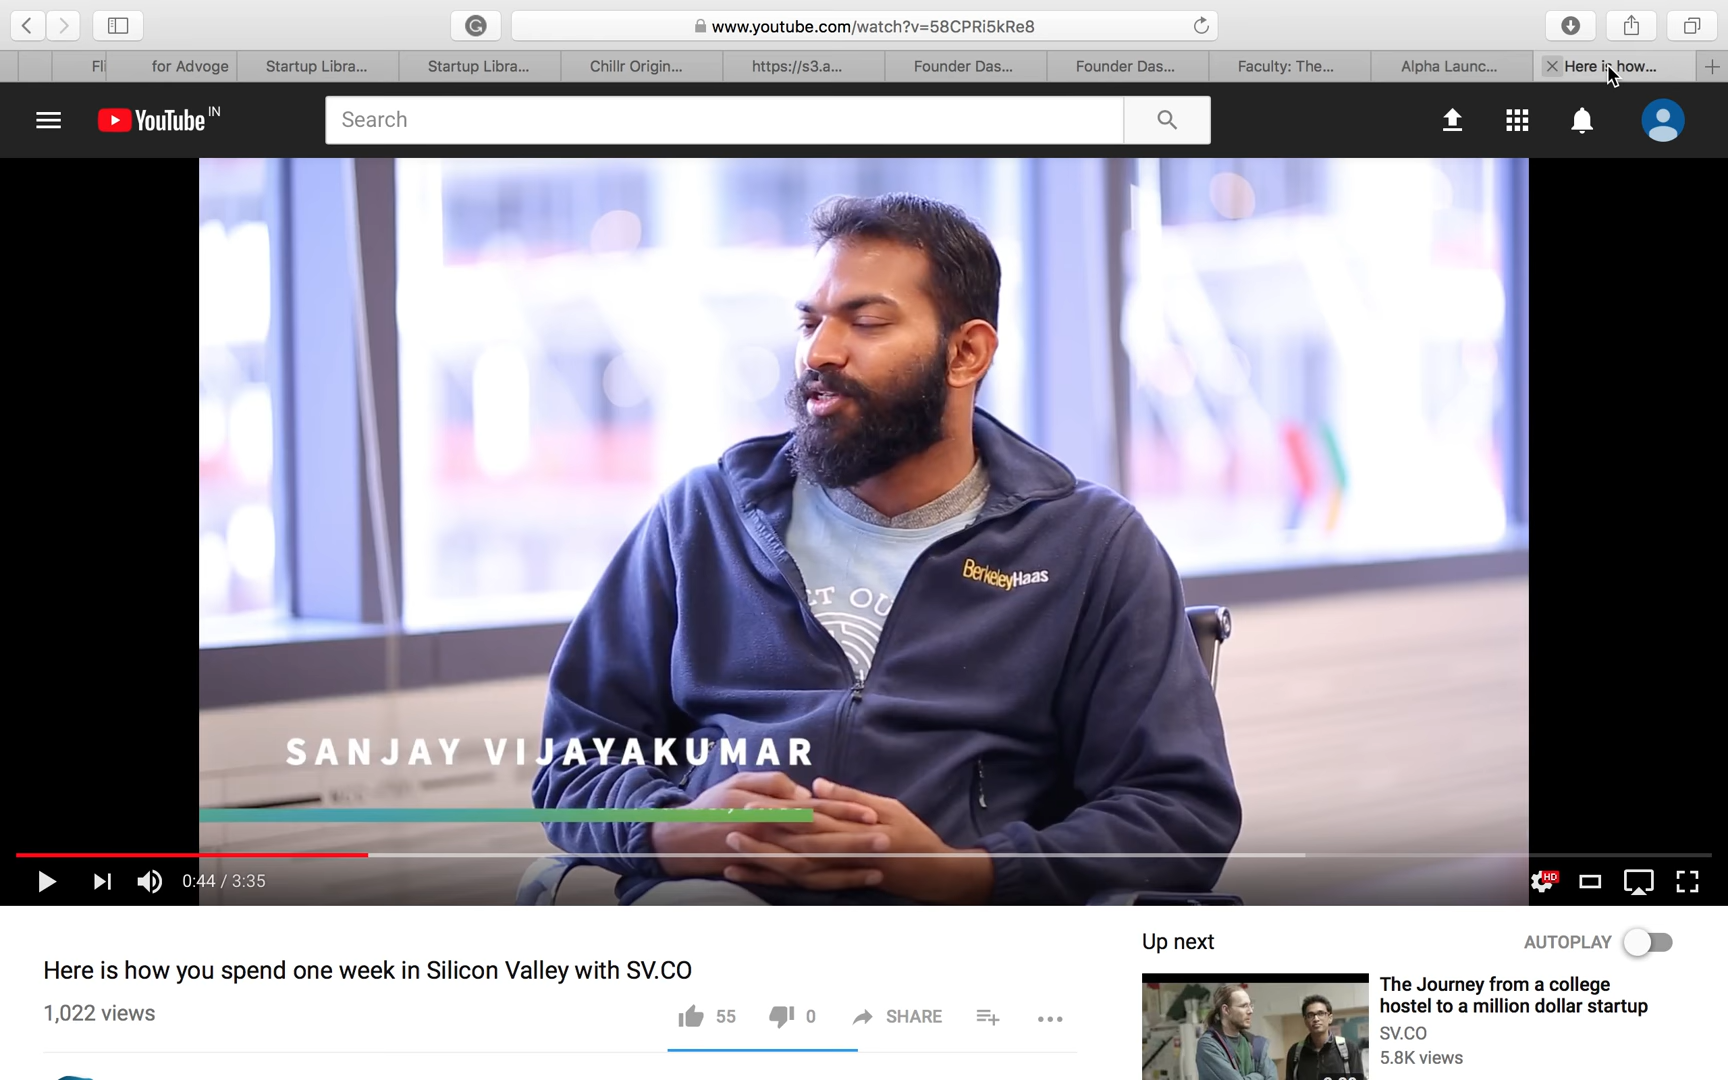 www.youtube.com/watch?v=58CPRi5kRe8
for Advoge
Startup Libra...
Startup Libra...
Chillr Origin...
https://s3.a...
Founder Das...
Founder Das...
Faculty: The...
Alpha Launc...
Here is how...
YouTube IN
Search
BerkeleyHaas
ET OU
SANJAY VIJAYAKUMAR
0:44 / 3:35
HD
Up next
AUTOPLAY
Here is how you spend one week in Silicon Valley with SV.CO
1,022 views
55
0
SHARE
The Journey from a college
hostel to a million dollar startup
SV.CO
5.8K views